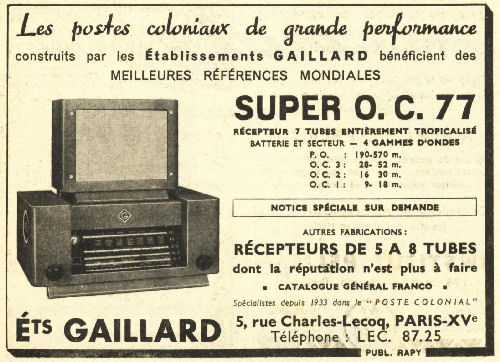 Les postes coloniaux de grande performance
construits par les Établissements GAILLARD bénéficient des
MEILLEURES RÉFÉRENCES MONDIALES
SUPER O. C. 77
RÉCEPTEUR 7 TUBES ENTIÈREMENT TROPICALISÉ
BATTERIE ET SECTEUR — 4 GAMMES D'ONDES
P. O. : 190-570 m.
O. C. 3 : 28- 52 m.
O. C. 2 : 16 30 m.
O. C. 1 : 9- 18 m.
NOTICE SPÉCIALE SUR DEMANDE
AUTRES FABRICATIONS :
RÉCEPTEURS DE 5 A 8 TUBES
dont la réputation n'est plus à faire
▪ CATALOGUE GÉNÉRAL FRANCO ▪
Spécialistes depuis 1933 dans le "POSTE COLONIAL"
ÉTS GAILLARD
5, rue Charles-Lecoq, PARIS-XVe
Téléphone : LEC. 87.25
PUBL. RAPY